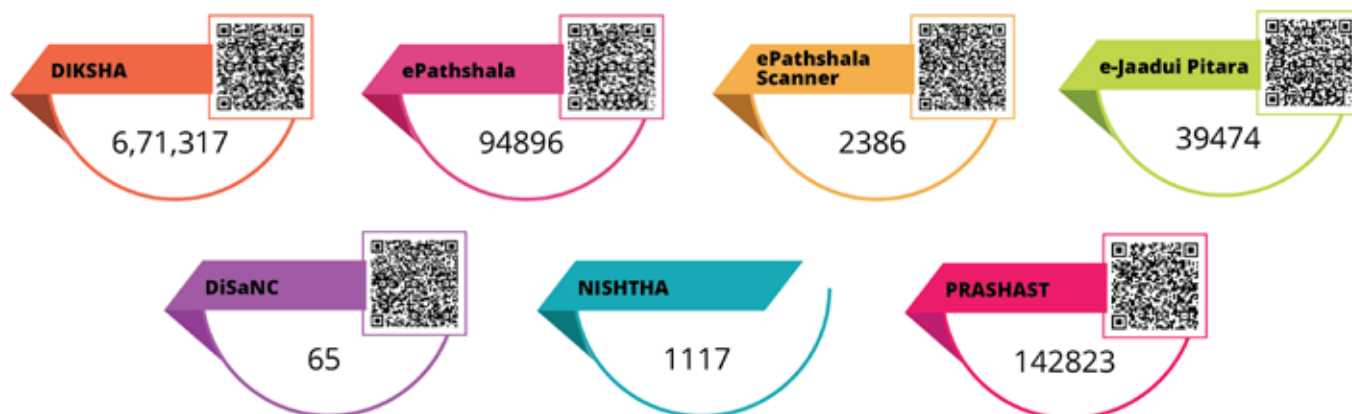 DIKSHA
6,71,317
ePathshala
94896
ePathshala
Scanner
2386
e-Jaadui Pitara
39474
DiSaNC
65
NISHTHA
1117
PRASHAST
142823